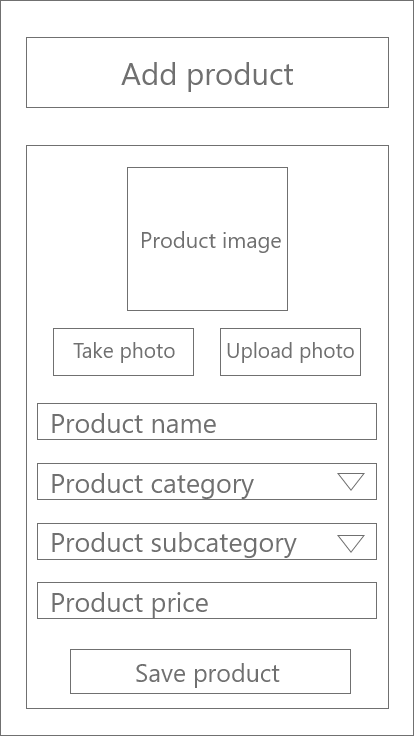 Add product
Product image
Take photo
Upload photo
Product name
Product category
Product subcategory
Product price
Save product